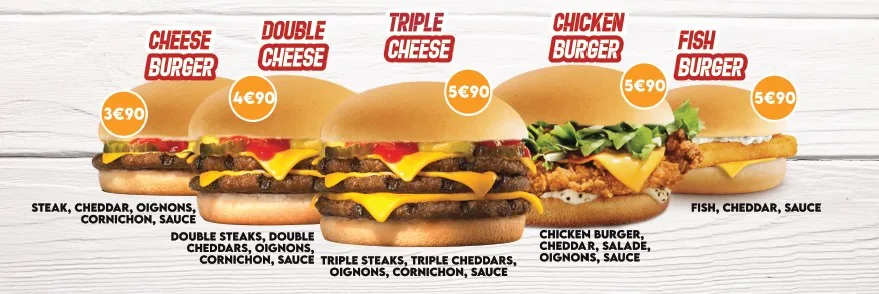 CHEESE
BURGER
3€90
STEAK, CHEDDAR, OIGNONS,
CORNICHON, SAUCE
DOUBLE
CHEESE
4€90
DOUBLE STEAKS, DOUBLE
CHEDDARS, OIGNONS,
CORNICHON, SAUCE
TRIPLE
CHEESE
5€90
TRIPLE STEAKS, TRIPLE CHEDDARS,
OIGNONS, CORNICHON, SAUCE
CHICKEN
BURGER
5€90
CHICKEN BURGER,
CHEDDAR, SALADE,
OIGNONS, SAUCE
FISH
BURGER
5€90
FISH, CHEDDAR, SAUCE